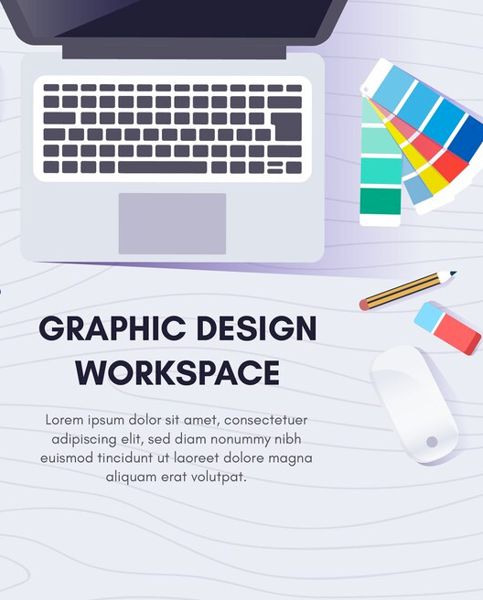 GRAPHIC DESIGN
WORKSPACE
Lorem ipsum dolor sit amet, consectetuer
adipiscing elit, sed diam nonummy nibh
euismod tincidunt ut laoreet dolore magna
aliquam erat volutpat.